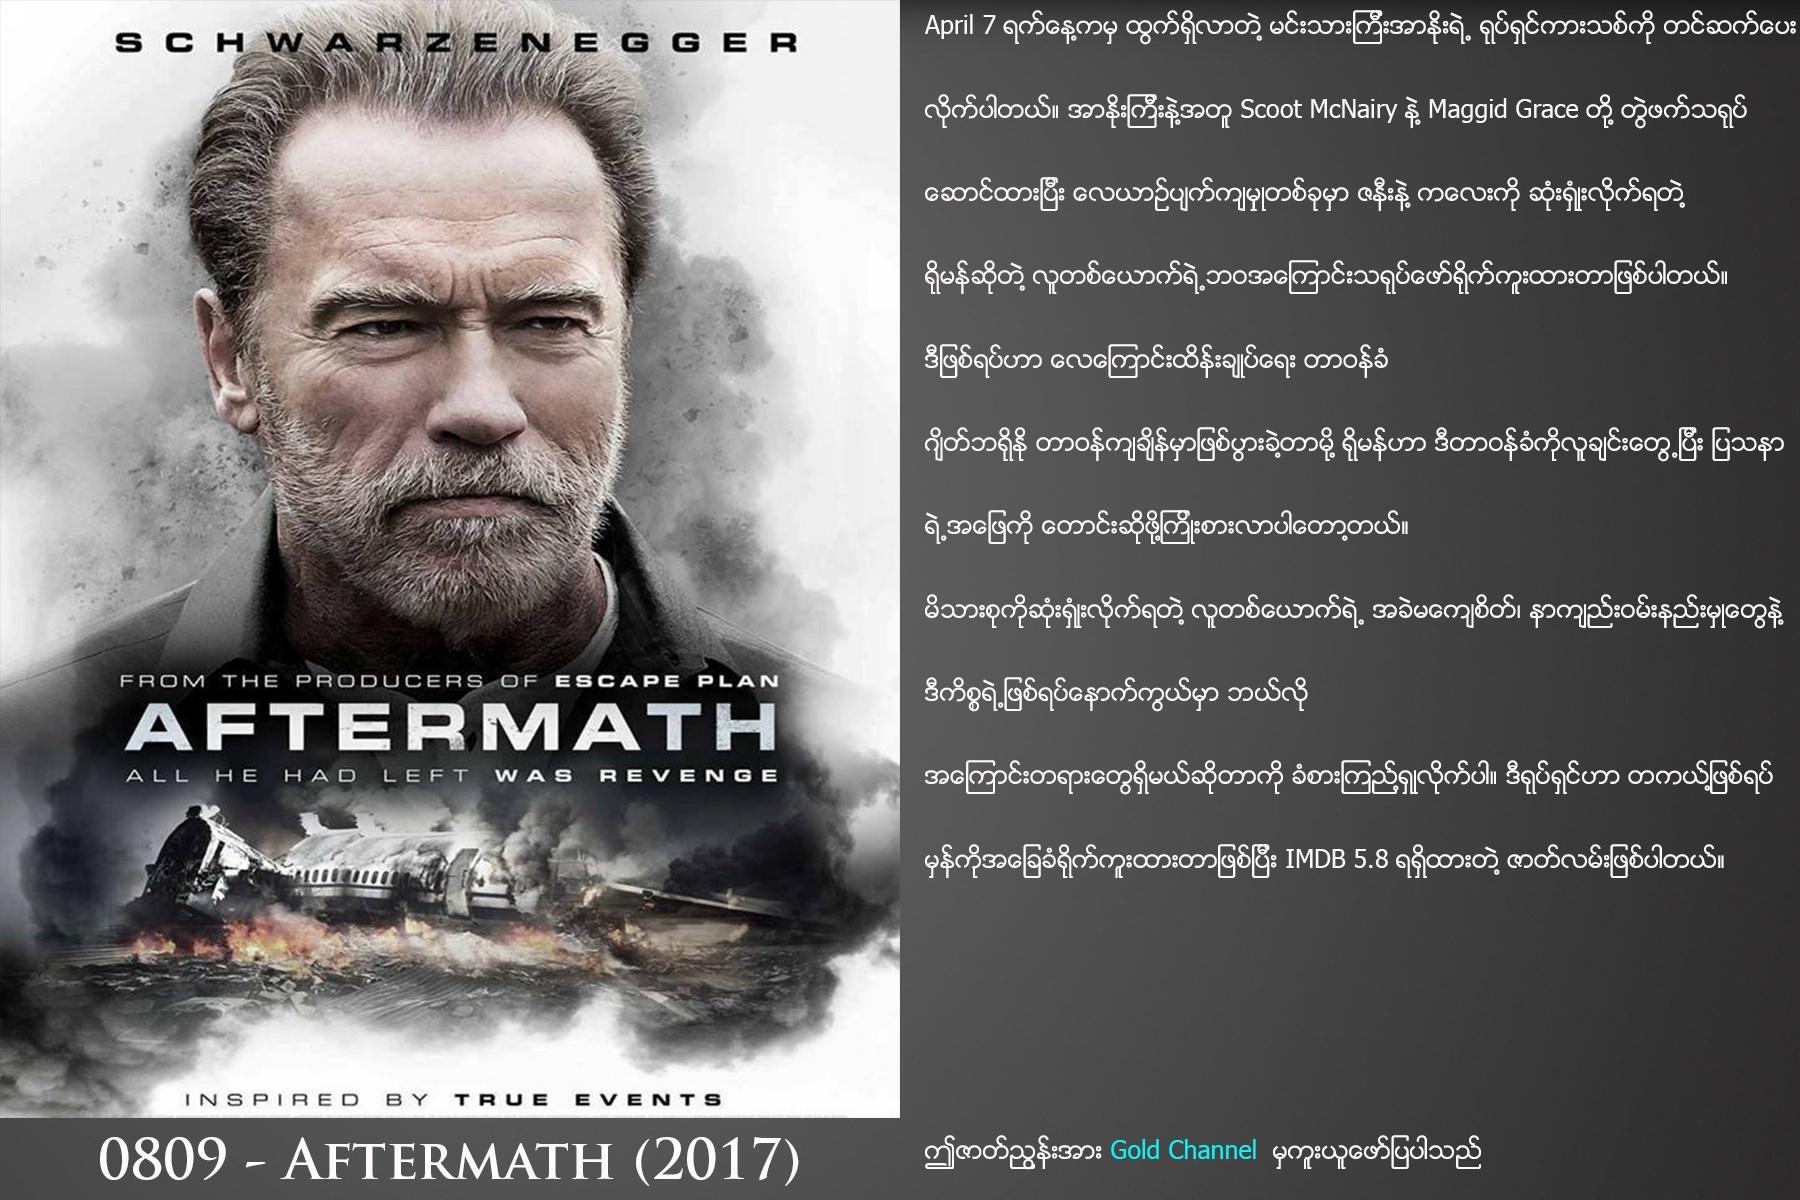 SCHWARZENEGGER
FROM THE PRODUCERS OF ESCAPE PLAN
AFTERMATH
ALL HE HAD LEFT WAS REVENGE
INSPIRED BY TRUE EVENTS
0809 - AFTERMATH (2017)
April 7 ရက်နေ့ကမှ ထွက်ရှိလာတဲ့ မင်းသားကြီးအာနိုးရဲ့ ရုပ်ရှင်ကားသစ်ကို တင်ဆက်ပေး
လိုက်ပါတယ်။ အာနိုးကြီးနဲ့အတူ Scoot McNairy နဲ့ Maggid Grace တို့ တွဲဖက်သရုပ်
ဆောင်ထားပြီး လေယာဉ်ပျက်ကျမှုတစ်ခုမှာ ဇနီးနဲ့ ကလေးကို ဆုံးရှုံးလိုက်ရတဲ့
ရိုမန်ဆိုတဲ့ လူတစ်ယောက်ရဲ့ဘဝအကြောင်းသရုပ်ဖော်ရိုက်ကူးထားတာဖြစ်ပါတယ်။
ဒီဖြစ်ရပ်ဟာ လေကြောင်းထိန်းချုပ်ရေး တာဝန်ခံ
ဂျိတ်ဘရိုနို တာဝန်ကျချိန်မှာဖြစ်ပွားခဲ့တာမို့ ရိုမန်ဟာ ဒီတာဝန်ခံကိုလူချင်းတွေ့ပြီး ပြသနာ
ရဲ့အဖြေကို တောင်းဆိုဖို့ကြိုးစားလာပါတော့တယ်။
မိသားစုကိုဆုံးရှုံးလိုက်ရတဲ့ လူတစ်ယောက်ရဲ့ အခဲမကျေစိတ်၊ နာကျည်းဝမ်းနည်းမှုတွေနဲ့
ဒီကိစ္စရဲ့ဖြစ်ရပ်နောက်ကွယ်မှာ ဘယ်လို
အကြောင်းတရားတွေရှိမယ်ဆိုတာကို ခံစားကြည့်ရှုလိုက်ပါ။ ဒီရုပ်ရှင်ဟာ တကယ့်ဖြစ်ရပ်
မှန်ကိုအခြေခံရိုက်ကူးထားတာဖြစ်ပြီး IMDB 5.8 ရရှိထားတဲ့ ဇာတ်လမ်းဖြစ်ပါတယ်။
ဤဇာတ်ညွှန်းအား Gold Channel မှကူးယူဖော်ပြပါသည်